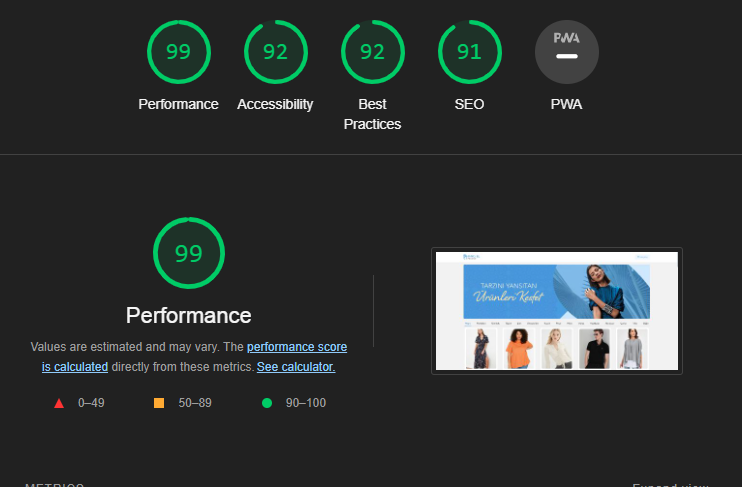 99
92
92
91
PWA
Performance
Accessibility
Best
Practices
SEO
PWA
99
Performance
Values are estimated and may vary. The performance score
is calculated directly from these metrics. See calculator.
0–49
50–89
90–100
TARZINI YANSITAN
Ürünleri Keşfet
METRICS
Expand view